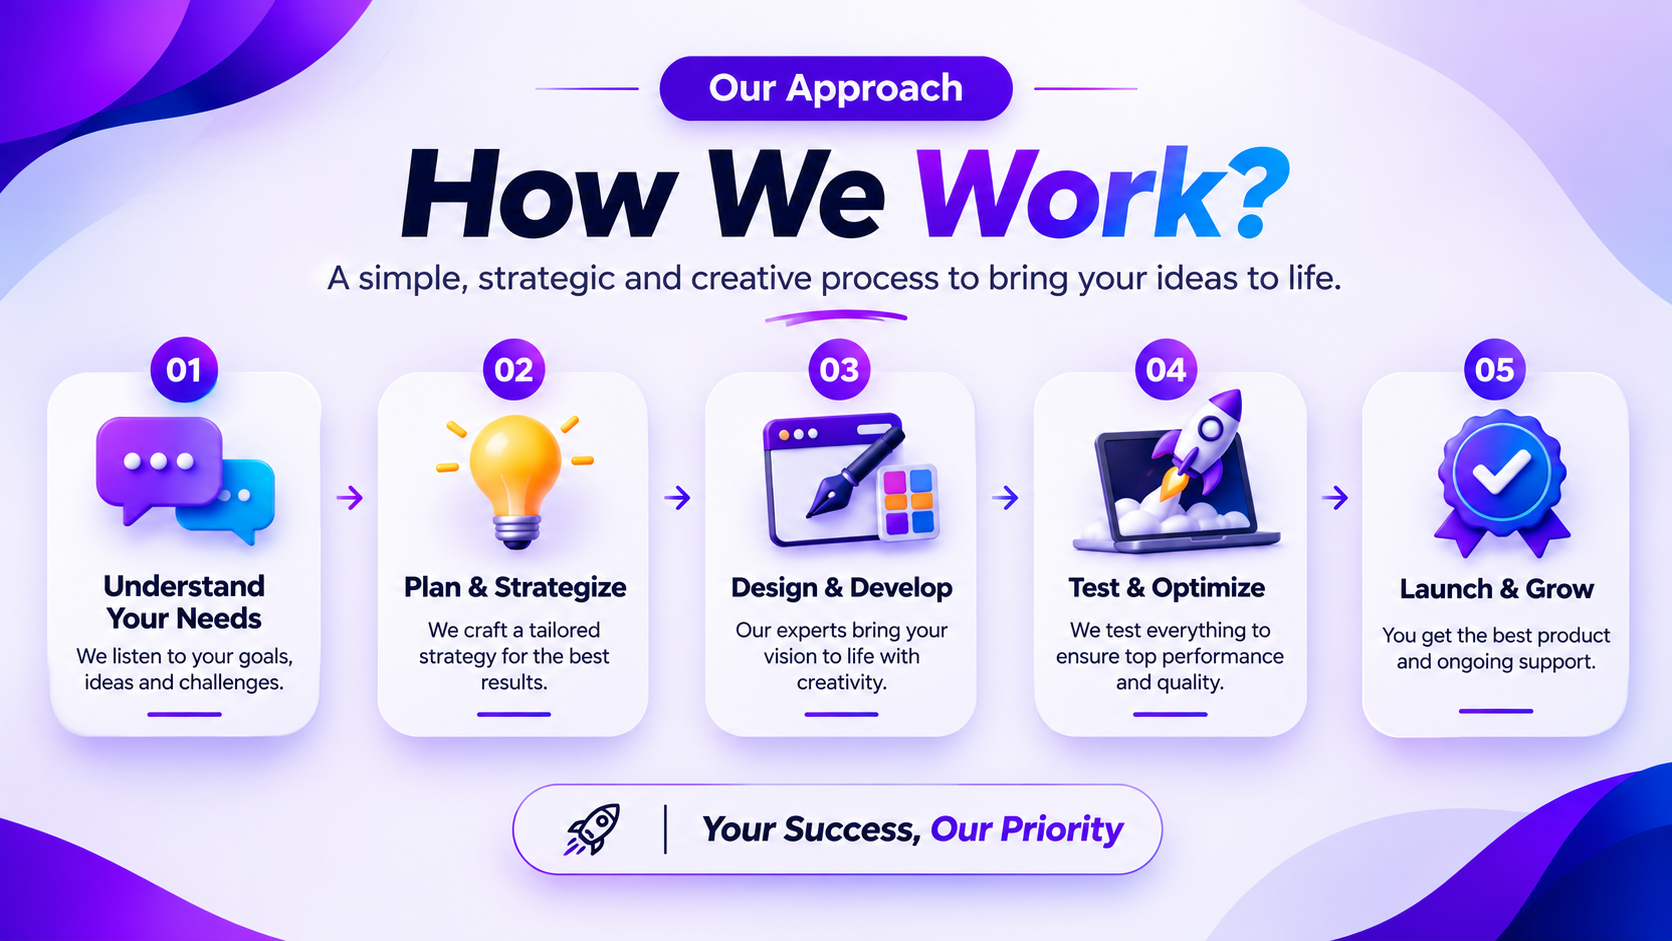 Our Approach
How We Work?
A simple, strategic and creative process to bring your ideas to life.
01
Understand
Your Needs
We listen to your goals,
ideas and challenges.
02
Plan & Strategize
We craft a tailored
strategy for the best
results.
03
Design & Develop
Our experts bring your
vision to life with
creativity.
04
Test & Optimize
We test everything to
ensure top performance
and quality.
05
Launch & Grow
You get the best product
and ongoing support.
Your Success, Our Priority